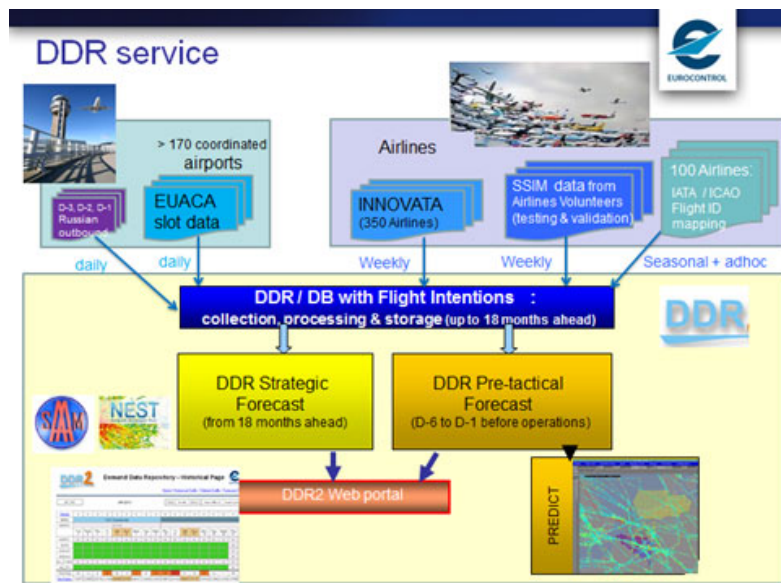 DDR service
EUROCONTROL
> 170 coordinated
airports
Airlines
D-3, D-2, D-1
Russian
outbound
EUACA
slot data
INNOVATA
(350 Airlines)
SSIM data from
Airlines Volunteers
(testing & validation)
100 Airlines:
IATA / ICAO
Flight ID
mapping
daily
daily
Weekly
Weekly
Seasonal + adhoc
DDR / DB with Flight Intentions :
collection, processing & storage (up to 18 months ahead)
DDR
DDR Strategic
Forecast
(from 18 months ahead)
DDR Pre-tactical
Forecast
(D-6 to D-1 before operations)
SAAM
NEST
DDR2 Web portal
PREDICT
DDR2
Demand Data Repository - Historical Page